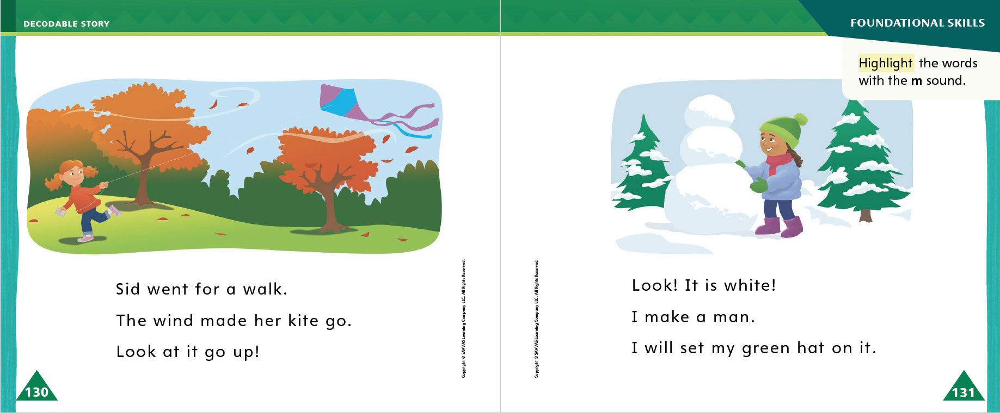 DECODABLE STORY
Sid went for a walk.
The wind made her kite go.
Look at it go up!
Copyright © SAVVAS Learning Company LLC. All Rights Reserved.
130
FOUNDATIONAL SKILLS
Highlight the words
with the m sound.
Copyright © SAVVAS Learning Company LLC. All Rights Reserved.
Look! It is white!
I make a man.
I will set my green hat on it.
131